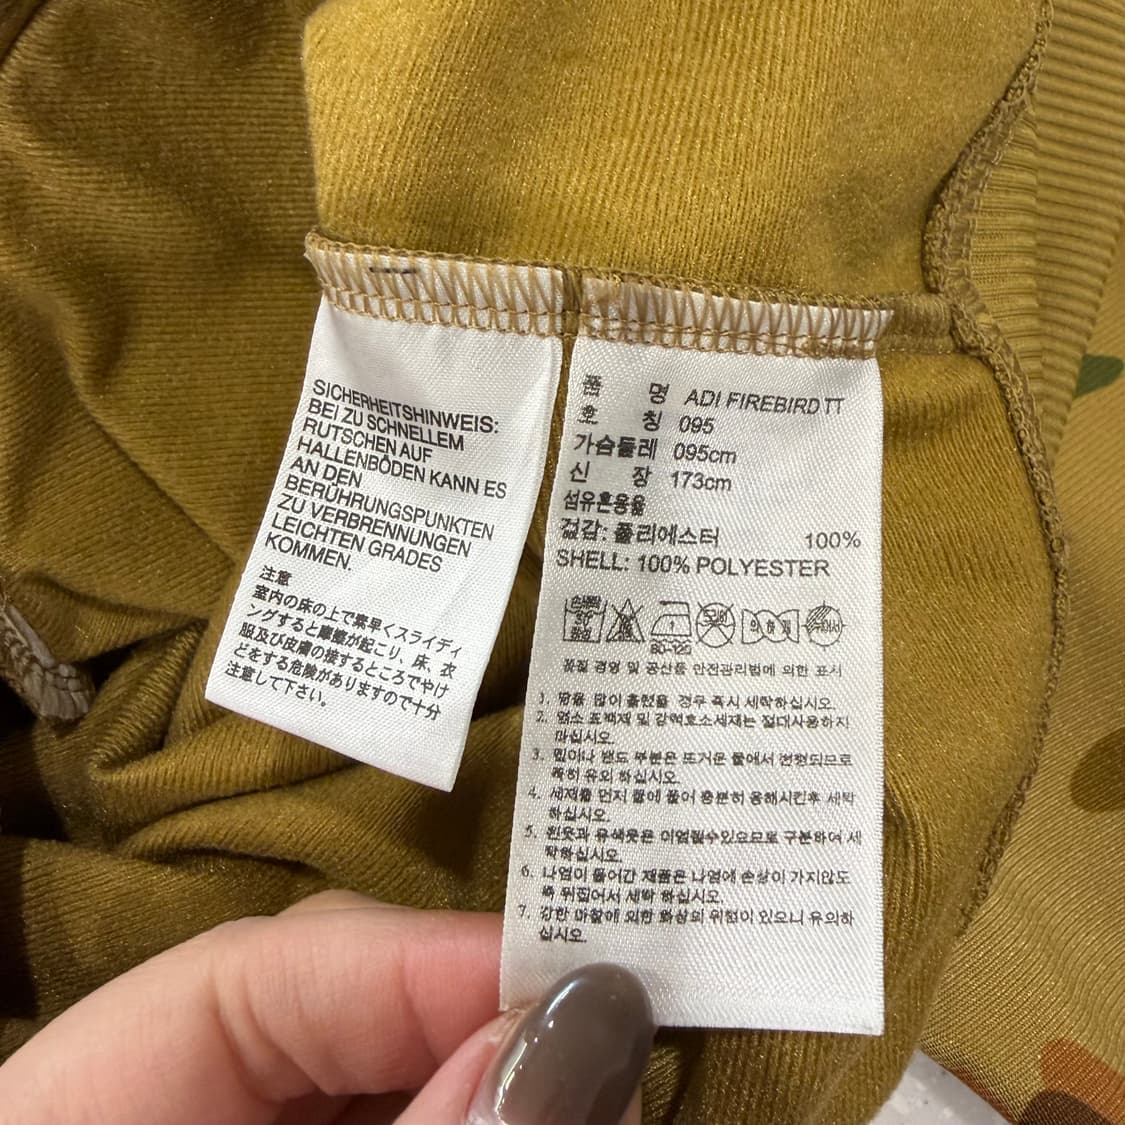 SICHERHEITSHINWEIS:
BEI ZU SCHNELLEM
RUTSCHEN AUF
HALLENBÖDEN KANN ES
AN DEN
BERÜHRUNGSPUNKTEN
ZU VERBRENNUNGEN
LEICHTEN GRADES
KOMMEN.
注意
室内の床の上で素早くスライディ
ングすると摩擦が起こり、床、衣
服及び皮膚の接するところでやけ
どをする危険がありますので十分
注意して下さい。
품 명 ADI FIREBIRD TT
호 칭 095
가슴둘레 095cm
신 장 173cm
섬유혼용율
겉감: 폴리에스터 100%
SHELL: 100% POLYESTER
80-120
품질 경영 및 공산품 안전관리법에 의한 표시
1. 땀을 많이 흘렸을 경우 즉시 세탁하십시오.
2. 염소 표백제 및 강력효소세제는 절대사용하지
마십시오.
3. 밑이나 밴드 부분은 뜨거운 물에서 변형되므로
특히 유의 하십시오.
4. 세제를 먼저 물에 풀어 충분히 용해시킨후 세탁
하십시오.
5. 흰옷과 유색옷은 이염될수있으므로 구분하여 세
탁하십시오.
6. 나염이 들어간 제품은 나염에 손상이 가지않도
록 뒤집어서 세탁 하십시오.
7. 강한 마찰에 의한 화상의 위험이 있으니 유의하
십시오.